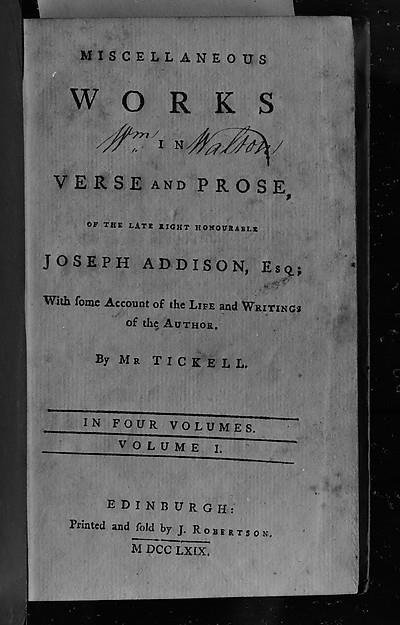 MISCELLANEOUS
WORKS
Wm IN Walton
VERSE AND PROSE,
OF THE LATE RIGHT HONOURABLE
JOSEPH ADDISON, Esq;
With ſome Account of the LIFE and WRITINGS
of the AUTHOR.
By MR TICKELL.
IN FOUR VOLUMES.
VOLUME I.
EDINBURGH:
Printed and ſold by J. ROBERTSON.
M DCC LXIX.